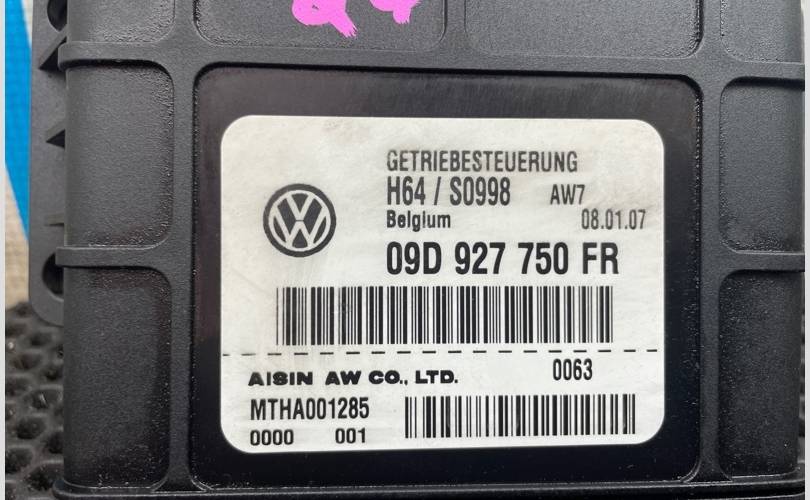 GETRIEBESTEUERUNG
H64 / S0998 AW7
Belgium 08.01.07
09D 927 750 FR
AISIN AW CO., LTD. 0063
MTHA001285
0000 001